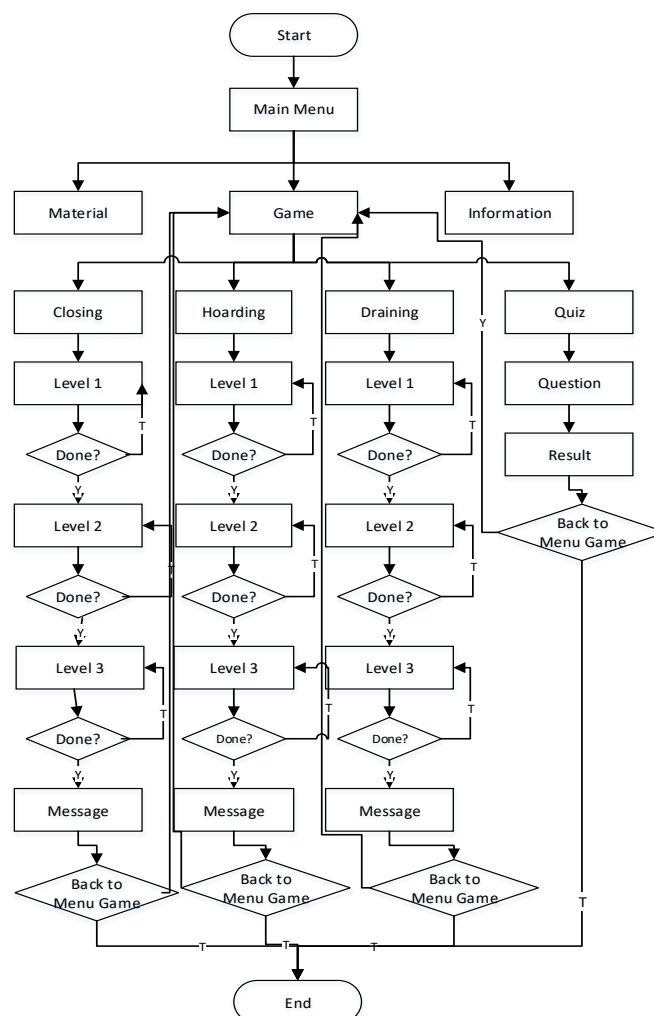 Start
Main Menu
Material
Game
Information
Closing
Hoarding
Draining
Quiz
Y
Level 1
Level 1
Level 1
Question
T
T
T
Done?
Done?
Done?
Result
Y
Y
Y
Level 2
Level 2
Level 2
Back to
Menu Game
T
T
T
Done?
Done?
Done?
Y
Y
Y
Level 3
Level 3
Level 3
T
T
T
Done?
Done?
Done?
Y
Y
Y
Message
Message
Message
Back to
Menu Game
Back to
Menu Game
Back to
Menu Game
T
T
T
T
End